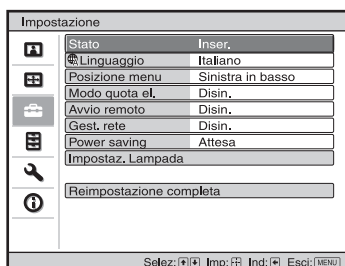 Impostazione
Stato Inser.
Linguaggio Italiano
Posizione menu Sinistra in basso
Modo quota el. Disin.
Avvio remoto Disin.
Gest. rete Disin.
Power saving Attesa
Impostaz. Lampada
Reimpostazione completa
Selez: Imp: Ind: Esci: MENU